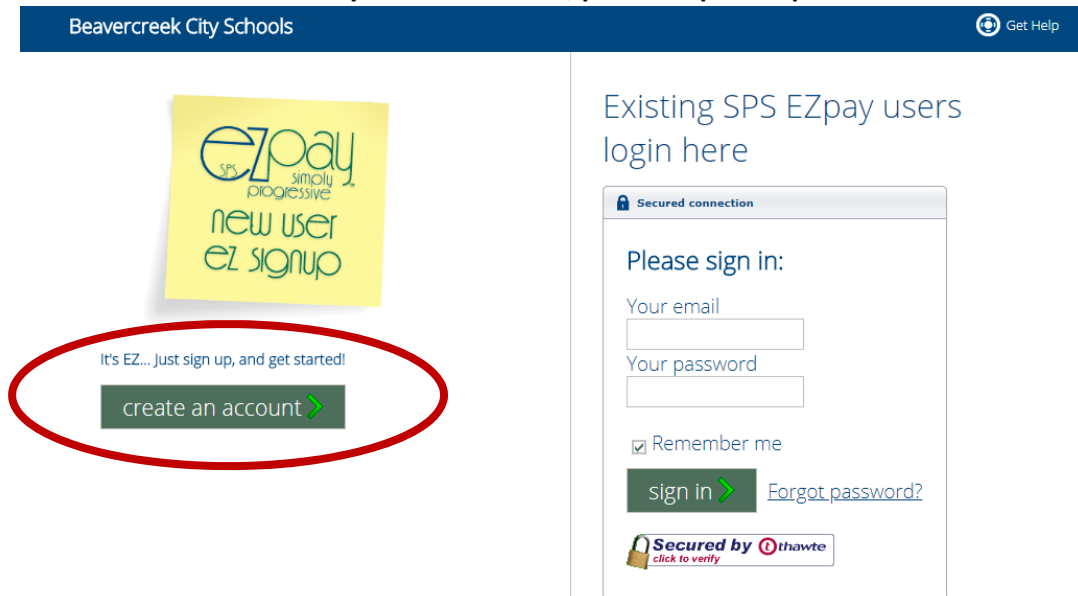 Beavercreek City Schools
Get Help
ezpay
SPS
simply
progressive
new user
ez signup
It's EZ... Just sign up, and get started!
create an account
Existing SPS EZpay users
login here
Secured connection
Please sign in:
Your email
Your password
Remember me
sign in Forgot password?
Secured by thawte
click to verify